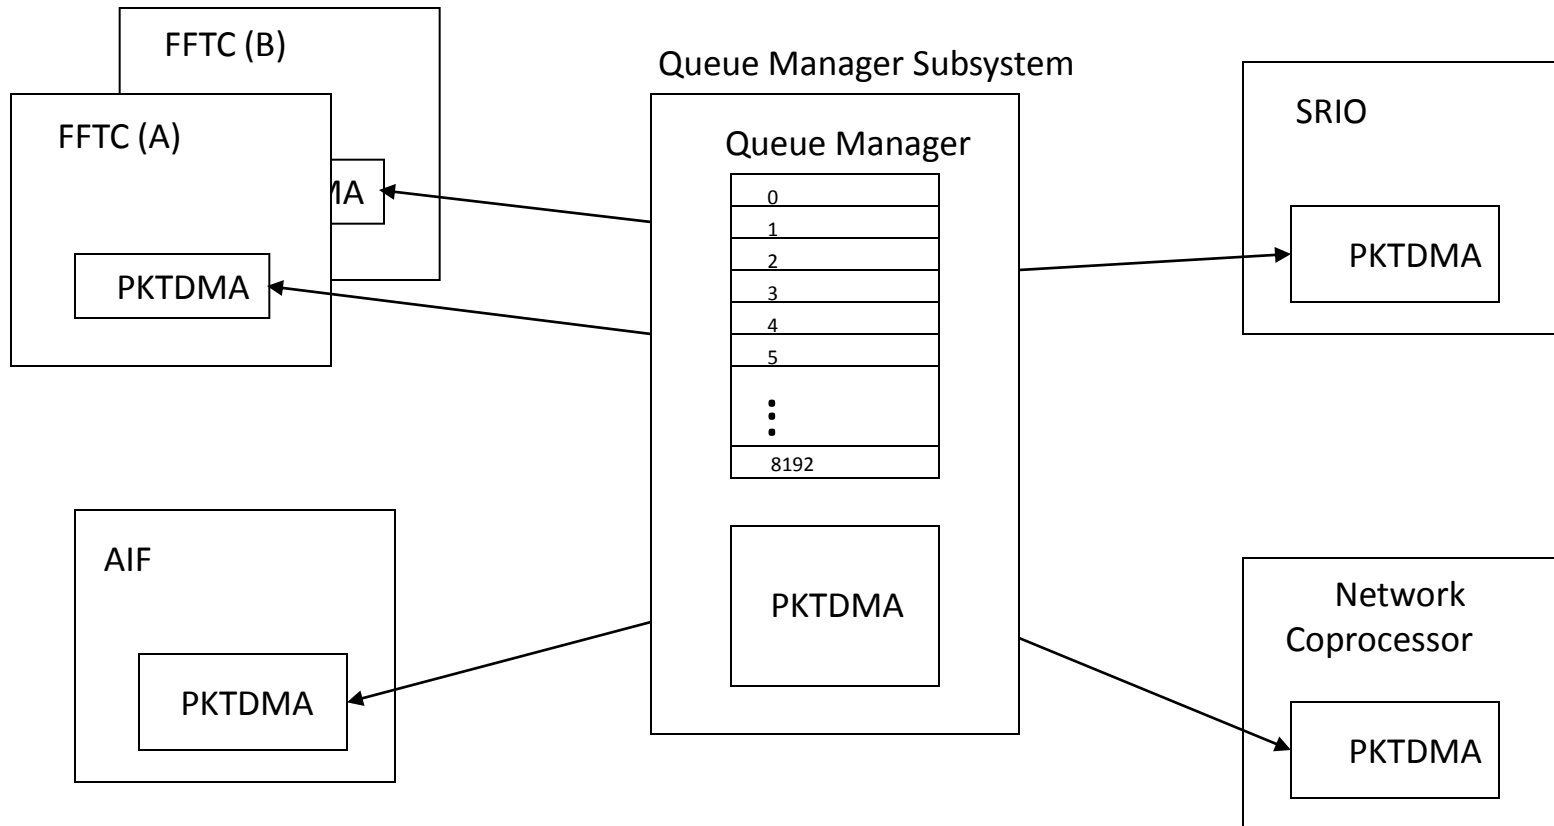 FFTC (B)
FFTC (A)
MA
PKTDMA
AIF
PKTDMA
Queue Manager Subsystem
Queue Manager
0
1
2
3
4
5
8192
PKTDMA
SRIO
PKTDMA
Network
Coprocessor
PKTDMA